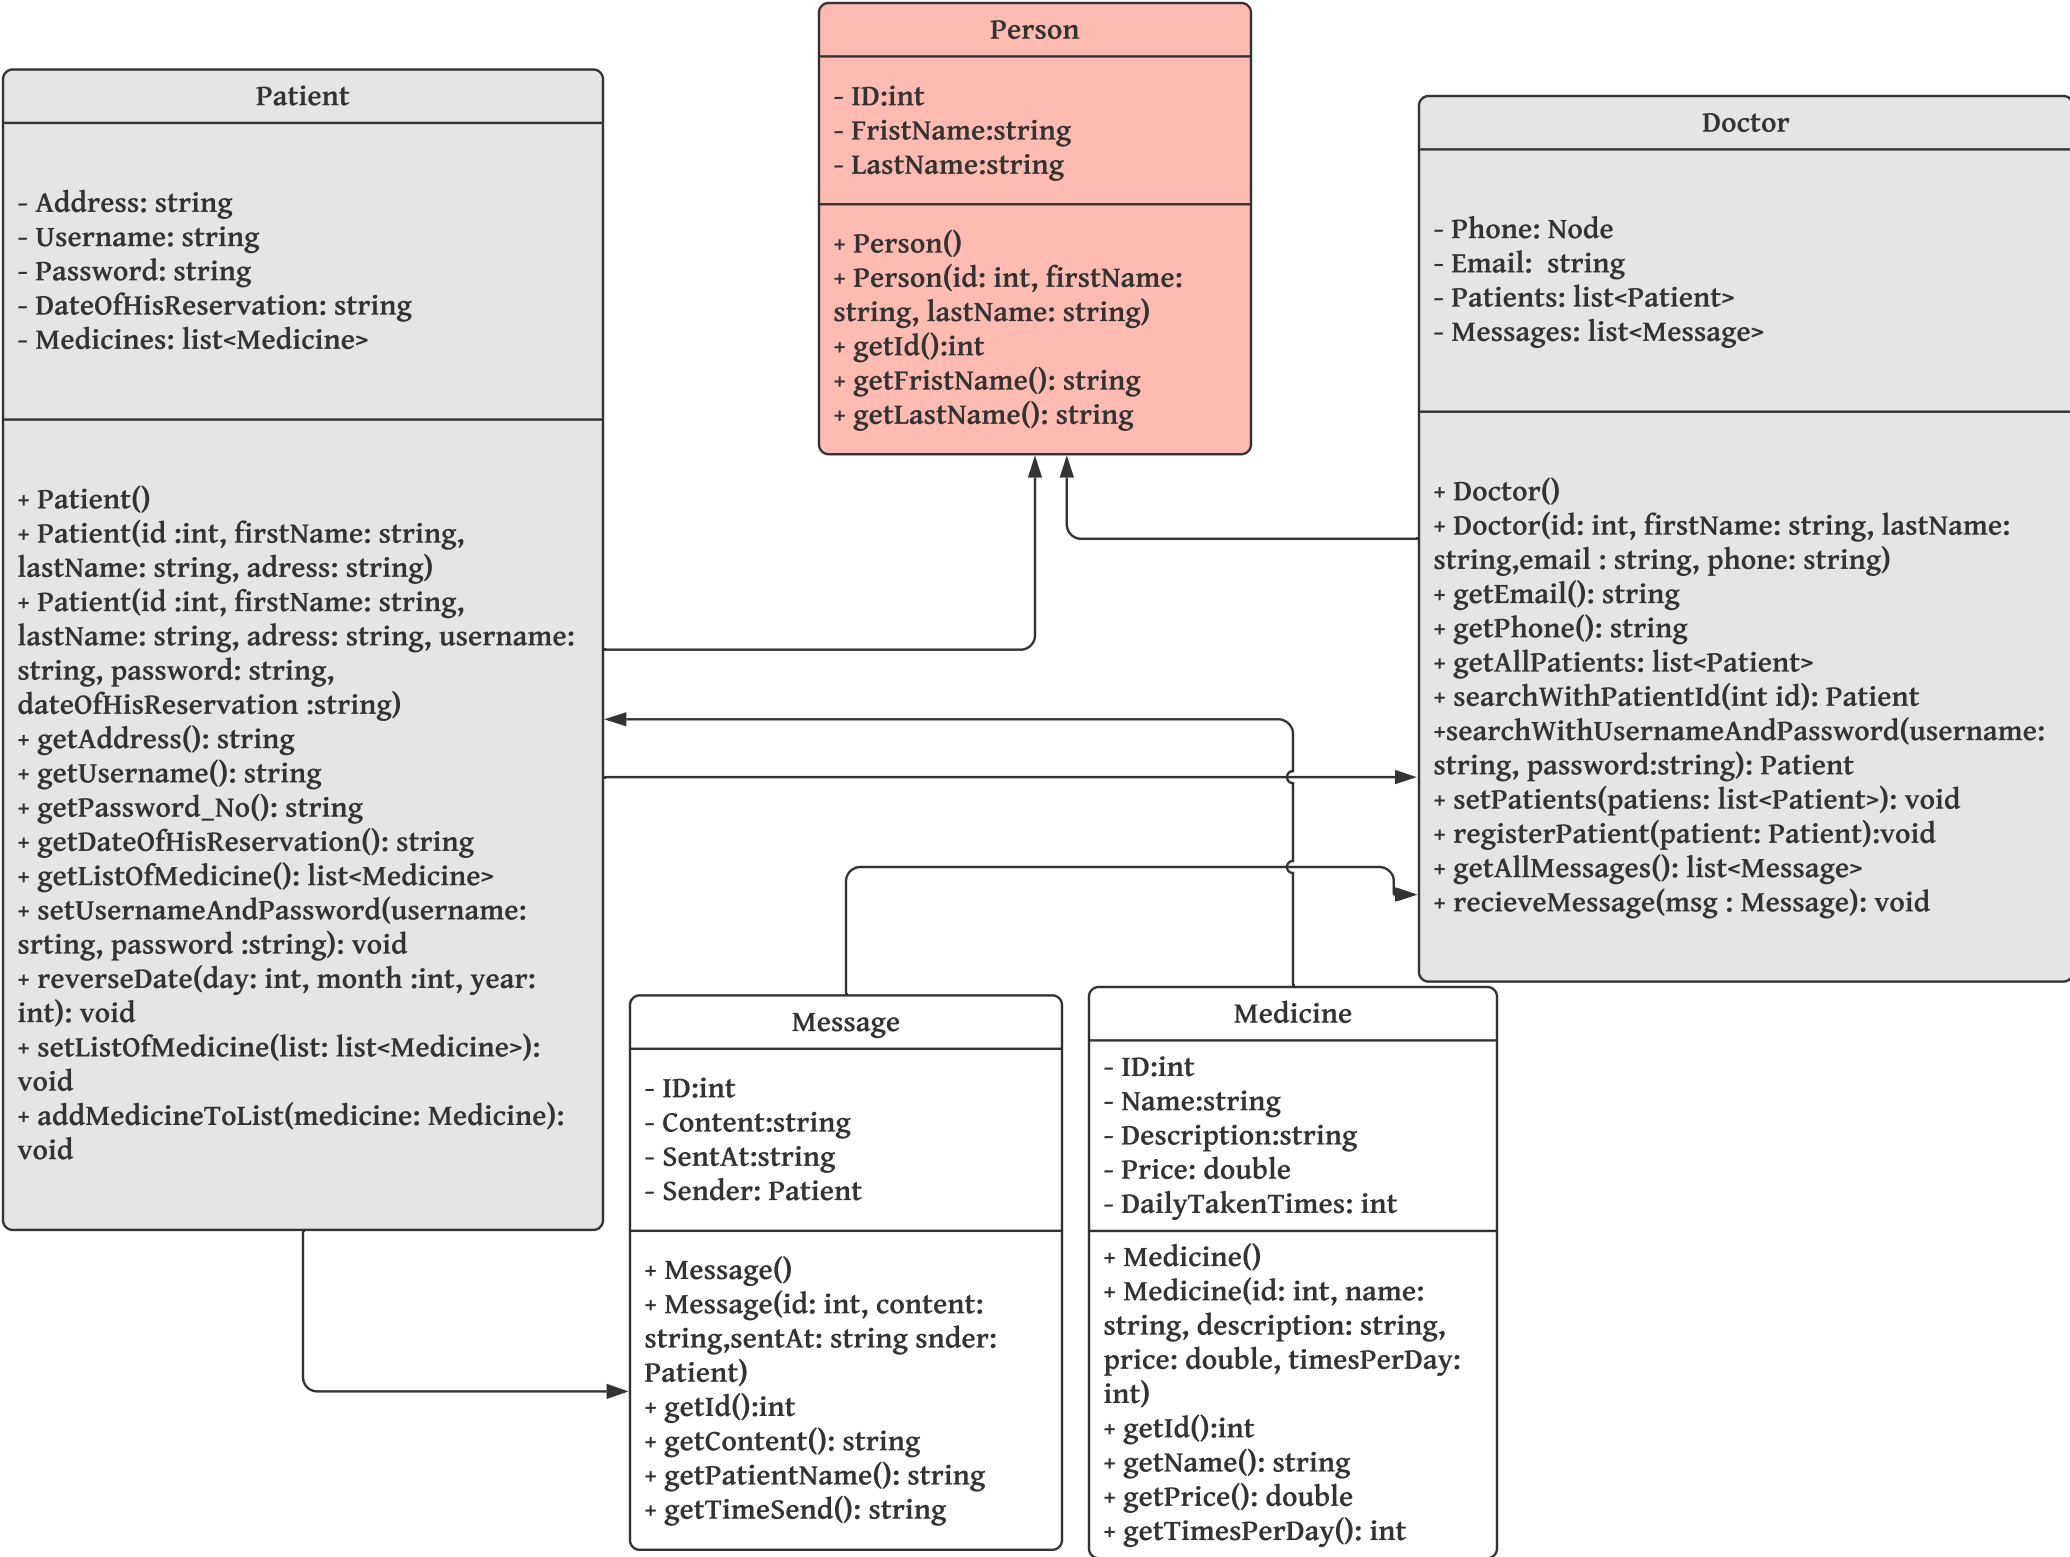 Person
- ID:int
- FristName:string
- LastName:string
+ Person()
+ Person(id: int, firstName:
string, lastName: string)
+ getId():int
+ getFristName(): string
+ getLastName(): string
Patient
- Address: string
- Username: string
- Password: string
- DateOfHisReservation: string
- Medicines: list<Medicine>
+ Patient()
+ Patient(id :int, firstName: string,
lastName: string, adress: string)
+ Patient(id :int, firstName: string,
lastName: string, adress: string, username:
string, password: string,
dateOfHisReservation :string)
+ getAddress(): string
+ getUsername(): string
+ getPassword_No(): string
+ getDateOfHisReservation(): string
+ getListOfMedicine(): list<Medicine>
+ setUsernameAndPassword(username:
srting, password :string): void
+ reverseDate(day: int, month :int, year:
int): void
+ setListOfMedicine(list: list<Medicine>):
void
+ addMedicineToList(medicine: Medicine):
void
Doctor
- Phone: Node
- Email:  string
- Patients: list<Patient>
- Messages: list<Message>
+ Doctor()
+ Doctor(id: int, firstName: string, lastName:
string,email : string, phone: string)
+ getEmail(): string
+ getPhone(): string
+ getAllPatients: list<Patient>
+ searchWithPatientId(int id): Patient
+searchWithUsernameAndPassword(username:
string, password:string): Patient
+ setPatients(patiens: list<Patient>): void
+ registerPatient(patient: Patient):void
+ getAllMessages(): list<Message>
+ recieveMessage(msg : Message): void
Message
- ID:int
- Content:string
- SentAt:string
- Sender: Patient
+ Message()
+ Message(id: int, content:
string,sentAt: string snder:
Patient)
+ getId():int
+ getContent(): string
+ getPatientName(): string
+ getTimeSend(): string
Medicine
- ID:int
- Name:string
- Description:string
- Price: double
- DailyTakenTimes: int
+ Medicine()
+ Medicine(id: int, name:
string, description: string,
price: double, timesPerDay:
int)
+ getId():int
+ getName(): string
+ getPrice(): double
+ getTimesPerDay(): int